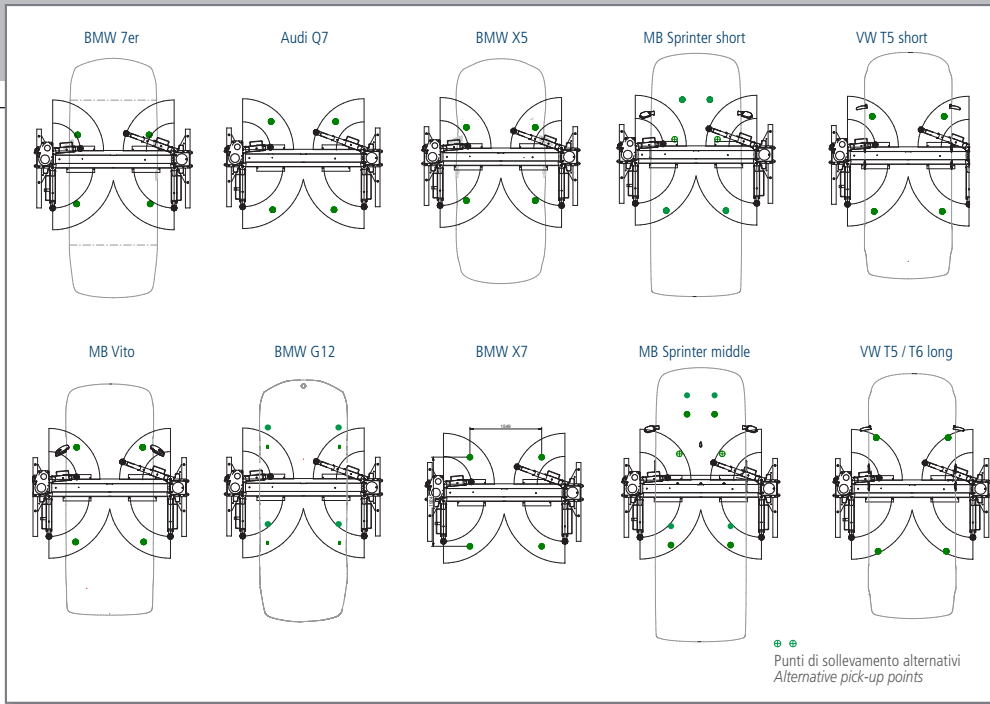 BMW 7er
Audi Q7
BMW X5
MB Sprinter short
VW T5 short
MB Vito
BMW G12
BMW X7
MB Sprinter middle
VW T5 / T6 long
Punti di sollevamento alternativi
Alternative pick-up points